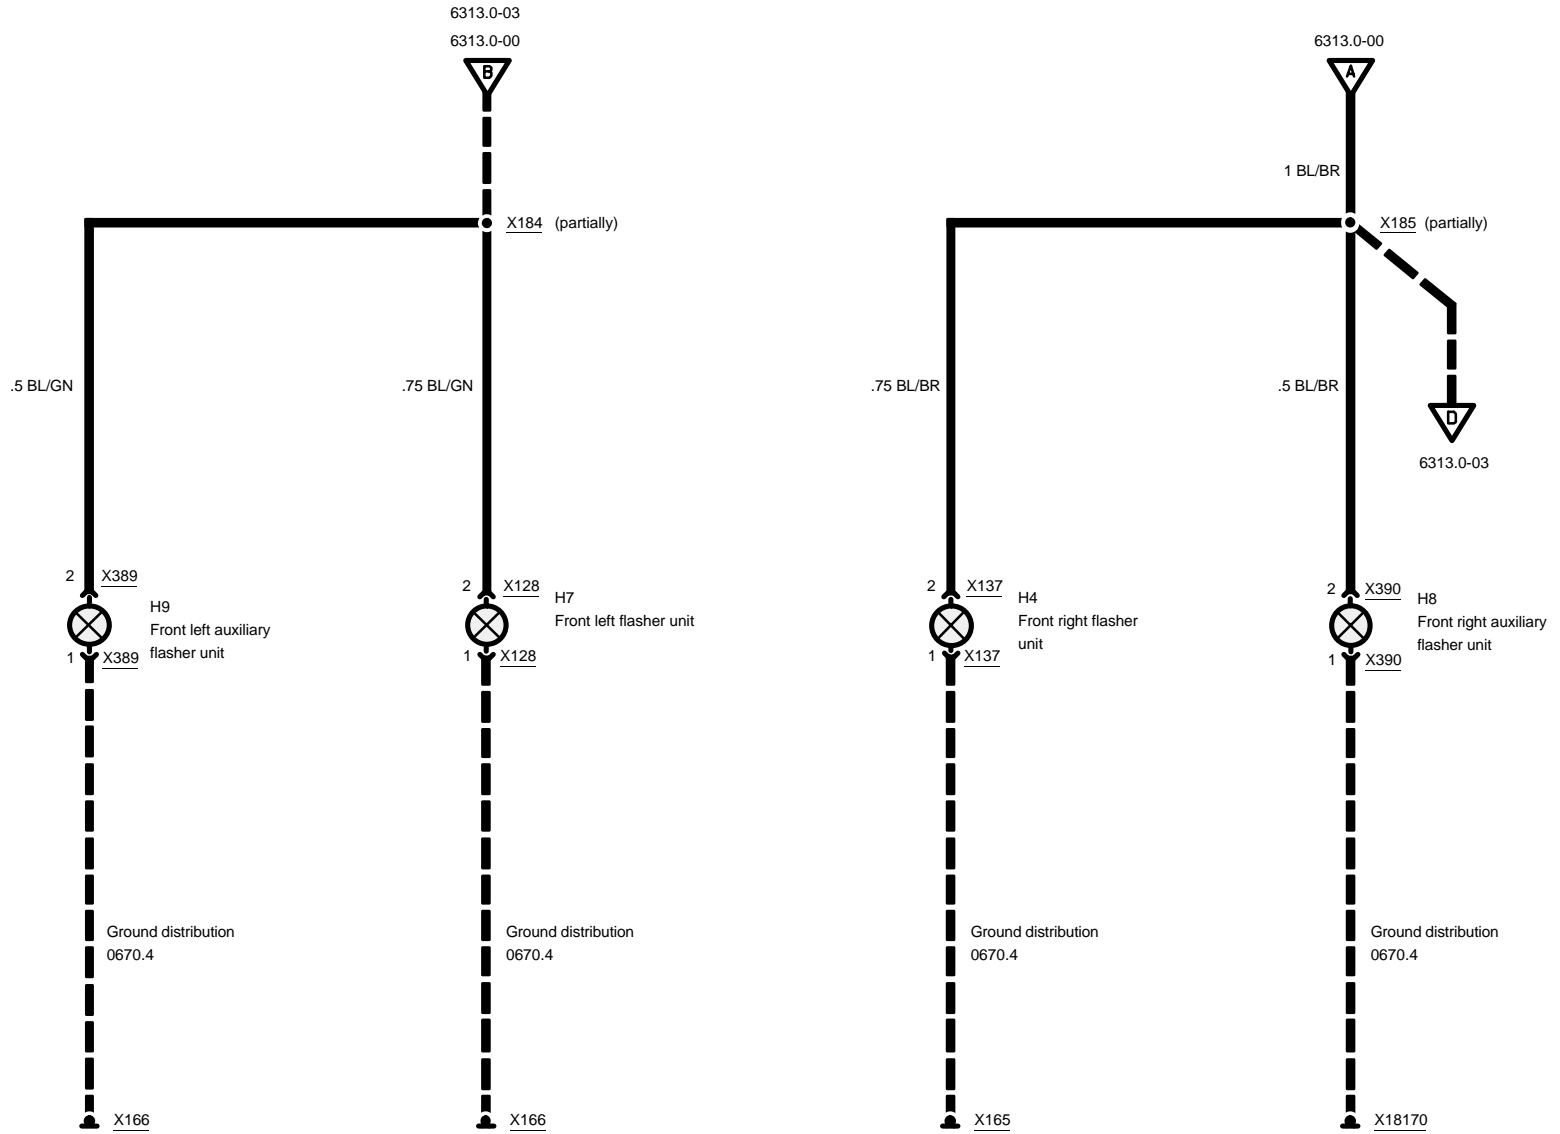 6313.0-03
6313.0-00
B
6313.0-00
A
1 BL/BR
X184 (partially)
X185 (partially)
.5 BL/GN
.75 BL/GN
.75 BL/BR
.5 BL/BR
D
6313.0-03
2 X389
H9
Front left auxiliary
flasher unit
1 X389
2 X128
H7
Front left flasher unit
1 X128
2 X137
H4
Front right flasher
unit
1 X137
2 X390
H8
Front right auxiliary
flasher unit
1 X390
Ground distribution
0670.4
Ground distribution
0670.4
Ground distribution
0670.4
Ground distribution
0670.4
X166
X166
X165
X18170